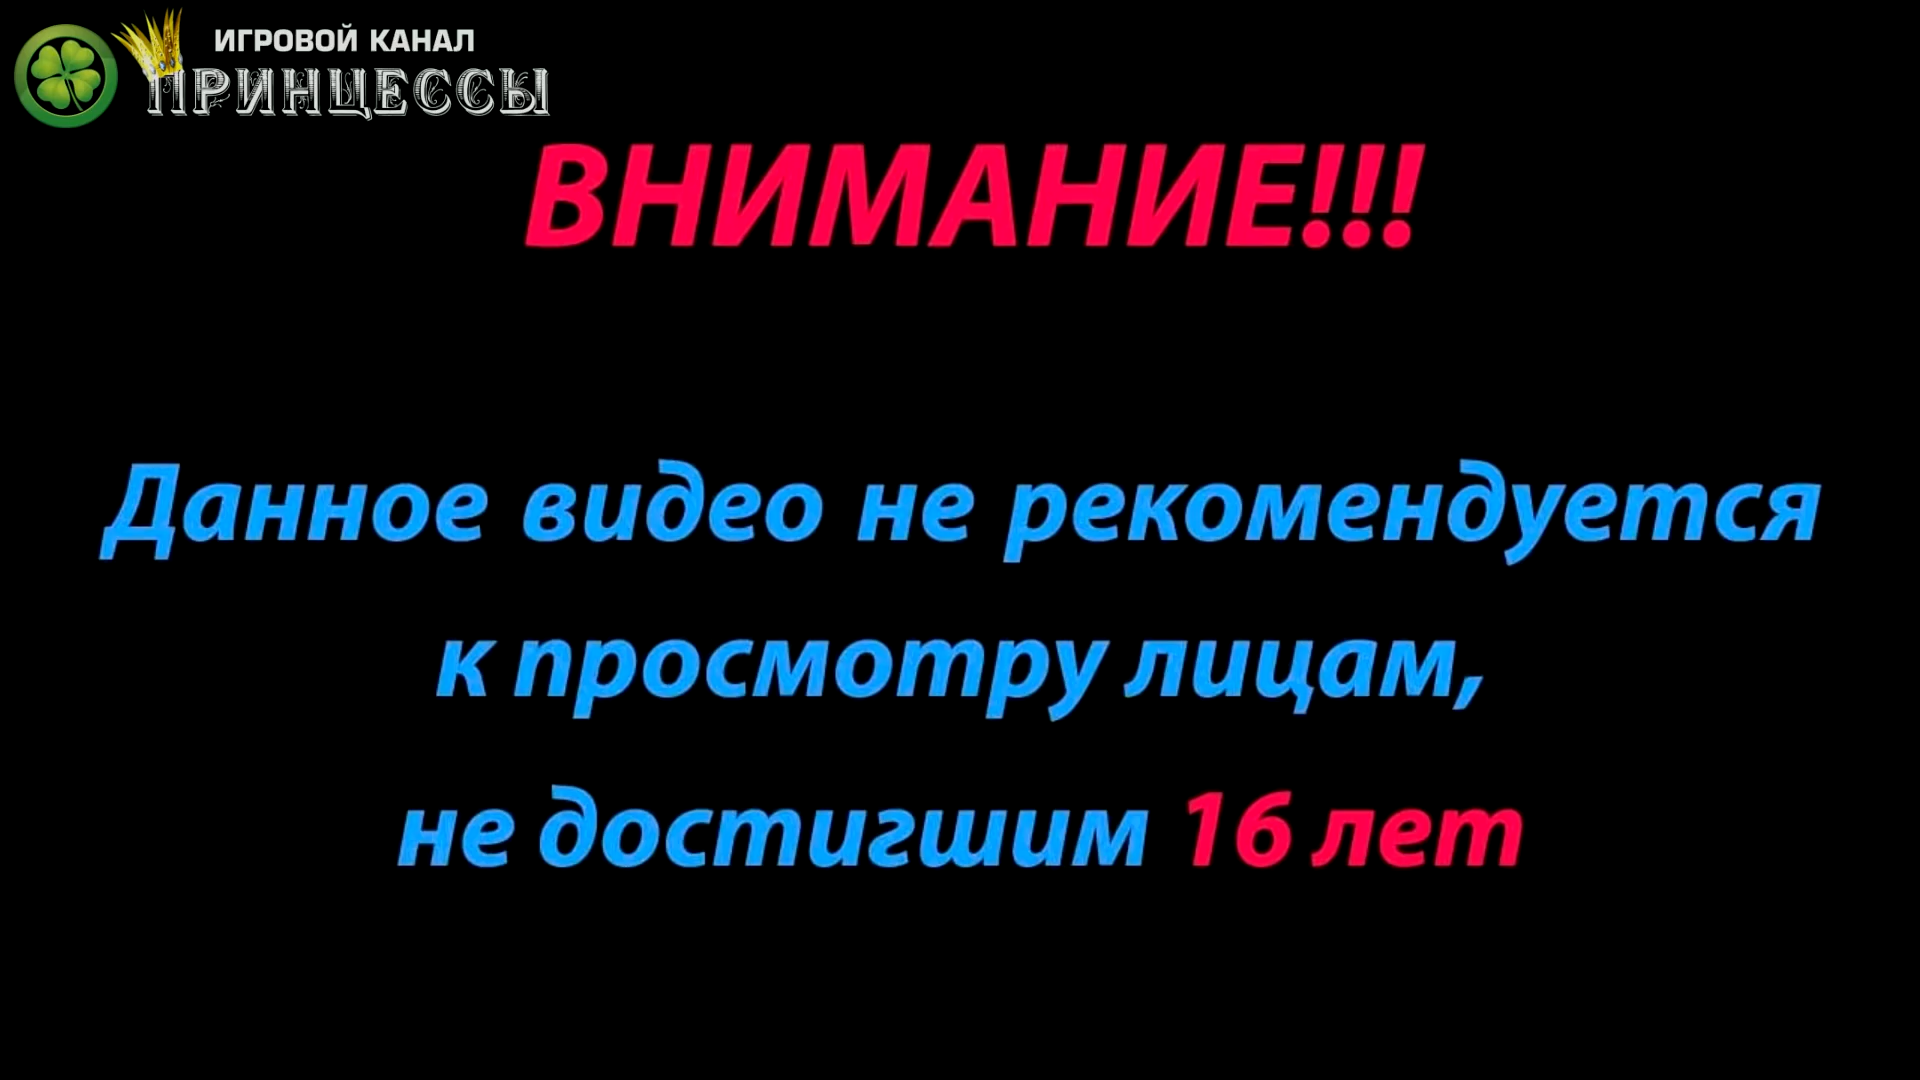 ИГРОВОЙ КАНАЛ
ПРИНЦЕССЫ
ВНИМАНИЕ!!!
Данное видео не рекомендуется
к просмотру лицам,
не достигшим 16 лет